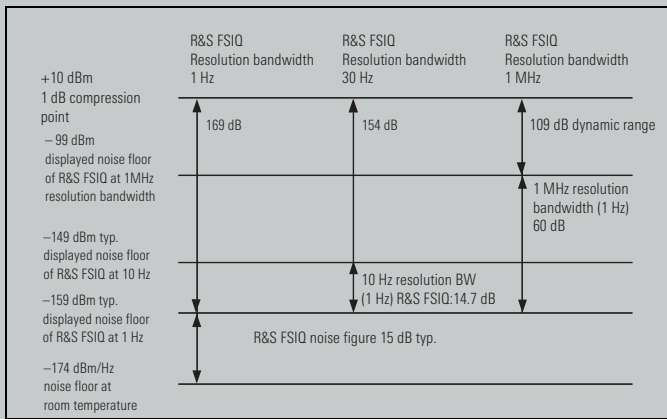 R&S FSIQ
Resolution bandwidth
1 Hz
R&S FSIQ
Resolution bandwidth
30 Hz
R&S FSIQ
Resolution bandwidth
1 MHz
+10 dBm
1 dB compression
point
169 dB
154 dB
109 dB dynamic range
– 99 dBm
displayed noise floor
of R&S FSIQ at 1MHz
resolution bandwidth
1 MHz resolution
bandwidth (1 Hz)
60 dB
–149 dBm typ.
displayed noise floor
of R&S FSIQ at 10 Hz
10 Hz resolution BW
(1 Hz) R&S FSIQ:14.7 dB
–159 dBm typ.
displayed noise floor
of R&S FSIQ at 1 Hz
R&S FSIQ noise figure 15 dB typ.
–174 dBm/Hz
noise floor at
room temperature